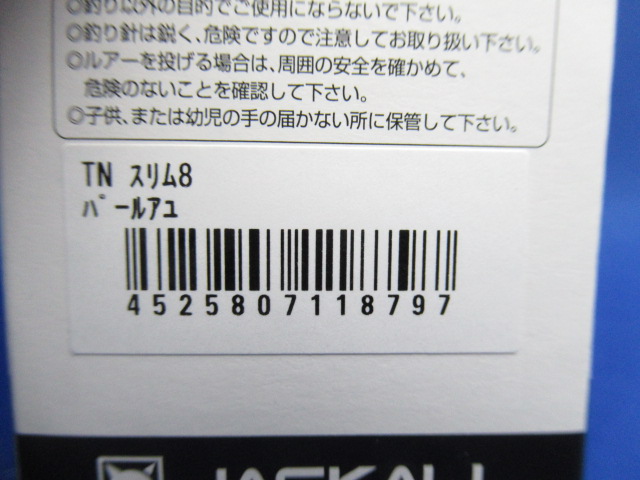 ◎釣り以外の目的でご使用にならないで下さい。
◎釣り針は鋭く、危険ですので注意してお取り扱い下さい。
◎ルアーを投げる場合は、周囲の安全を確かめて、
危険のないことを確認して下さい。
◎子供、または幼児の手の届かない所に保管して下さい。
TN ｽﾘﾑ8
ﾊﾟｰﾙｱﾕ
4525807118797
JACKALL